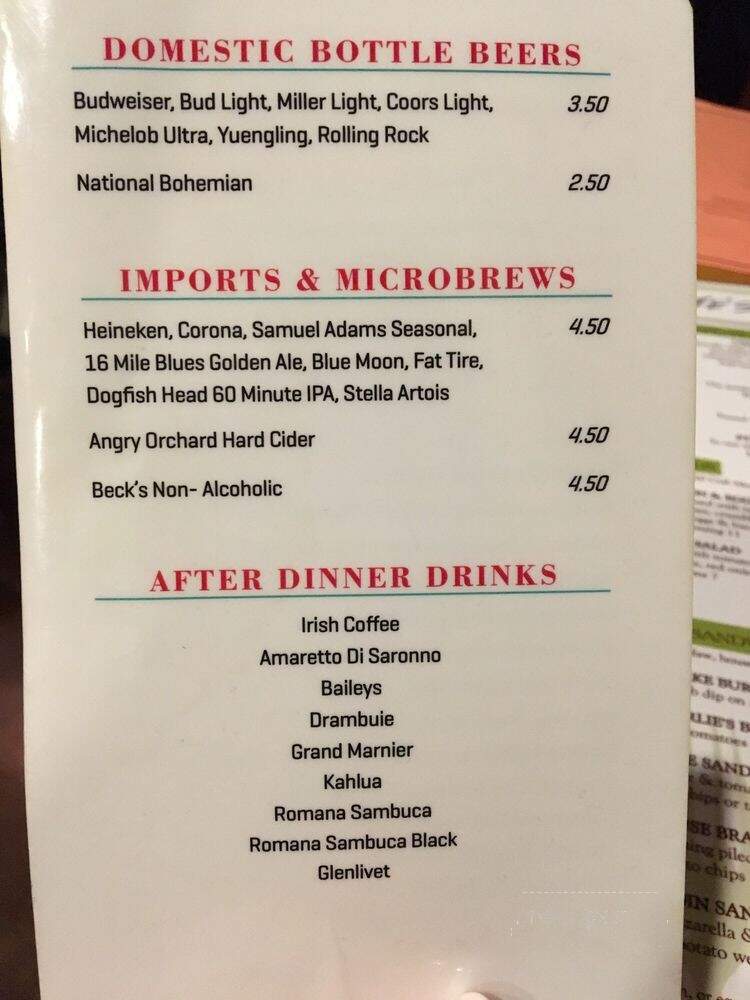 DOMESTIC BOTTLE BEERS
Budweiser, Bud Light, Miller Light, Coors Light, 3.50
Michelob Ultra, Yuengling, Rolling Rock
National Bohemian 2.50
IMPORTS & MICROBREWS
Heineken, Corona, Samuel Adams Seasonal, 4.50
16 Mile Blues Golden Ale, Blue Moon, Fat Tire,
Dogfish Head 60 Minute IPA, Stella Artois
Angry Orchard Hard Cider 4.50
Beck's Non- Alcoholic 4.50
AFTER DINNER DRINKS
Irish Coffee
Amaretto Di Saronno
Baileys
Drambuie
Grand Marnier
Kahlua
Romana Sambuca
Romana Sambuca Black
Glenlivet